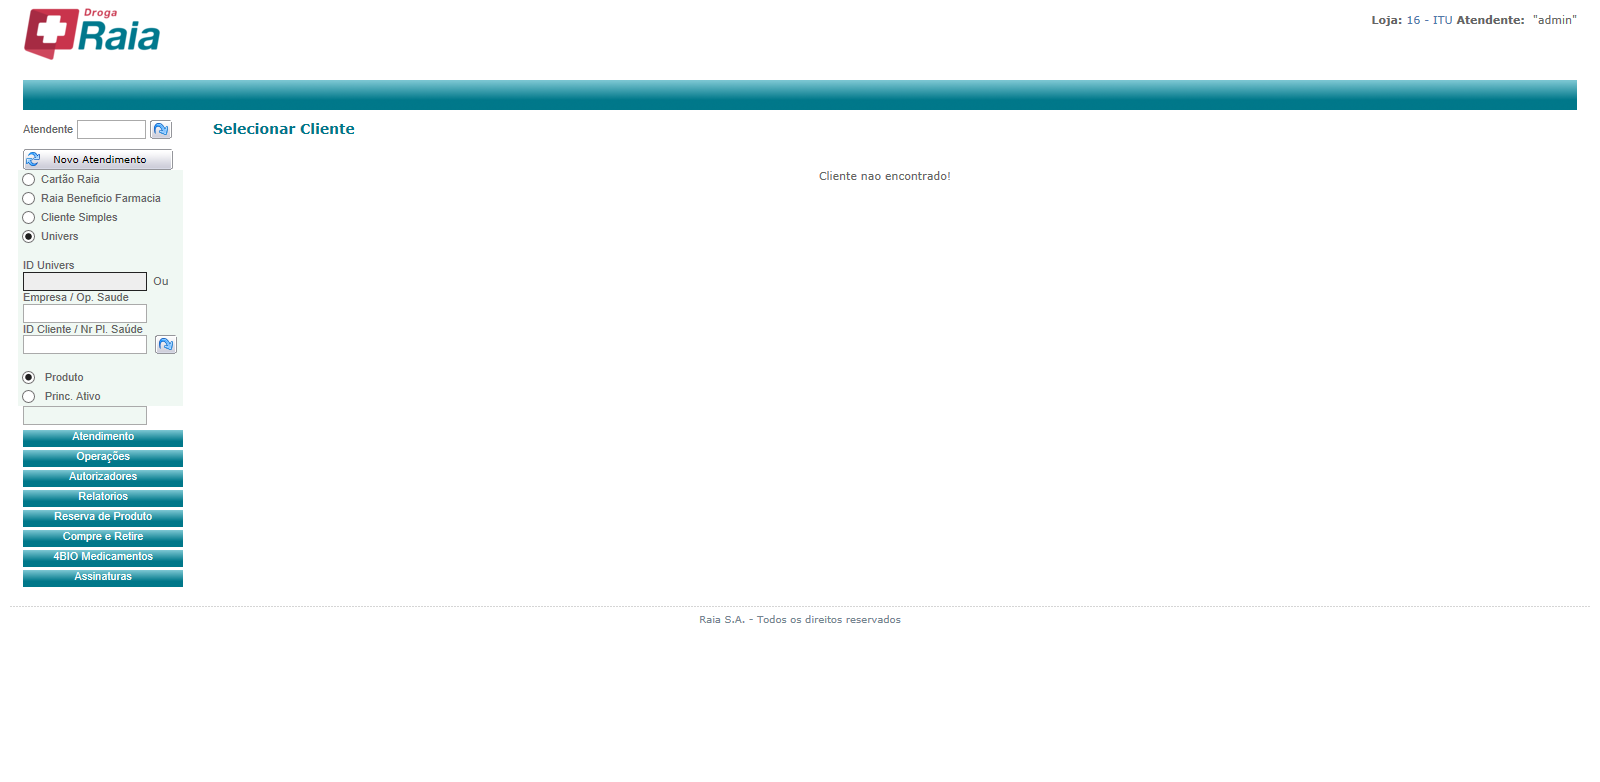 Droga
Raia
Loja: 16 - ITU Atendente: "admin"
Atendente
Selecionar Cliente
Novo Atendimento
Cliente nao encontrado!
Cartão Raia
Raia Beneficio Farmacia
Cliente Simples
Univers
ID Univers
Ou
Empresa / Op. Saude
ID Cliente / Nr Pl. Saúde
Produto
Princ. Ativo
Atendimento
Operações
Autorizadores
Relatorios
Reserva de Produto
Compre e Retire
4BIO Medicamentos
Assinaturas
Raia S.A. - Todos os direitos reservados